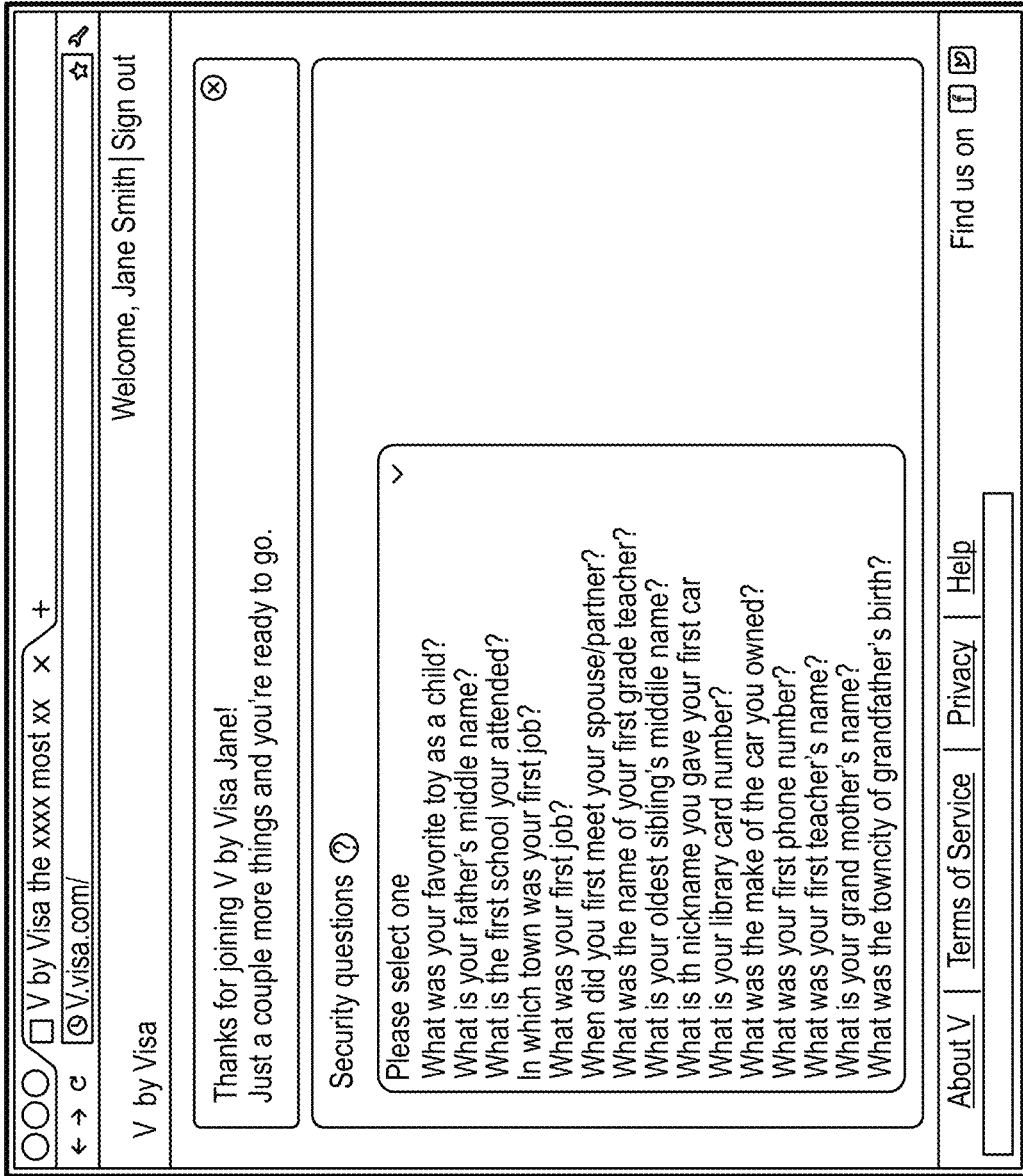 V by Visa the xxxx most xx
V.visa.com/
V by Visa
Welcome, Jane Smith | Sign out
Thanks for joining V by Visa Jane!
Just a couple more things and you're ready to go.
Security questions ?
Please select one
What was your favorite toy as a child?
What is your father's middle name?
What is the first school your attended?
In which town was your first job?
What was your first job?
When did you first meet your spouse/partner?
What was the name of your first grade teacher?
What is your oldest sibling's middile name?
What is th nickname you gave your first car
What is your library card number?
What was the make of the car you owned?
What was your first phone number?
What was your first teacher's name?
What is your grand mother's name?
What was the towncity of grandfather's birth?
About V | Terms of Service | Privacy | Help
Find us on f